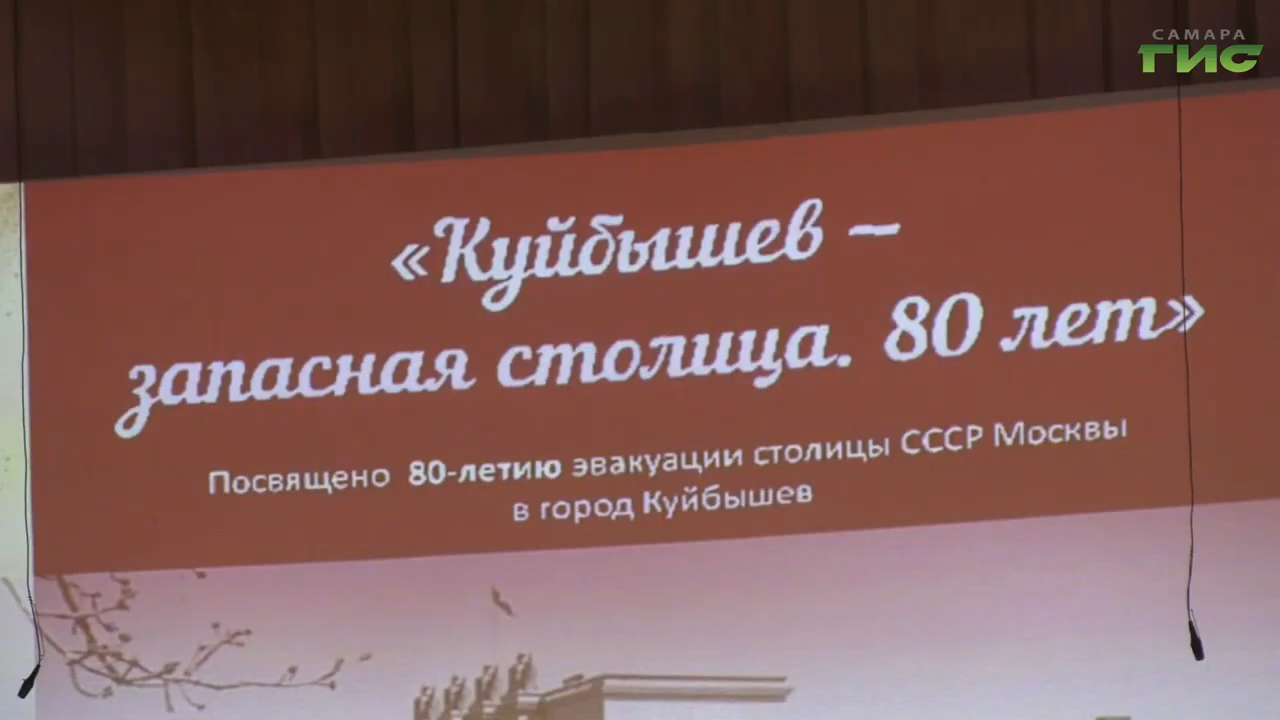 САМАРА
ГИС
«Куйбышев –
запасная столица. 80 лет»
Посвящено 80-летию эвакуации столицы СССР Москвы
в город Куйбышев